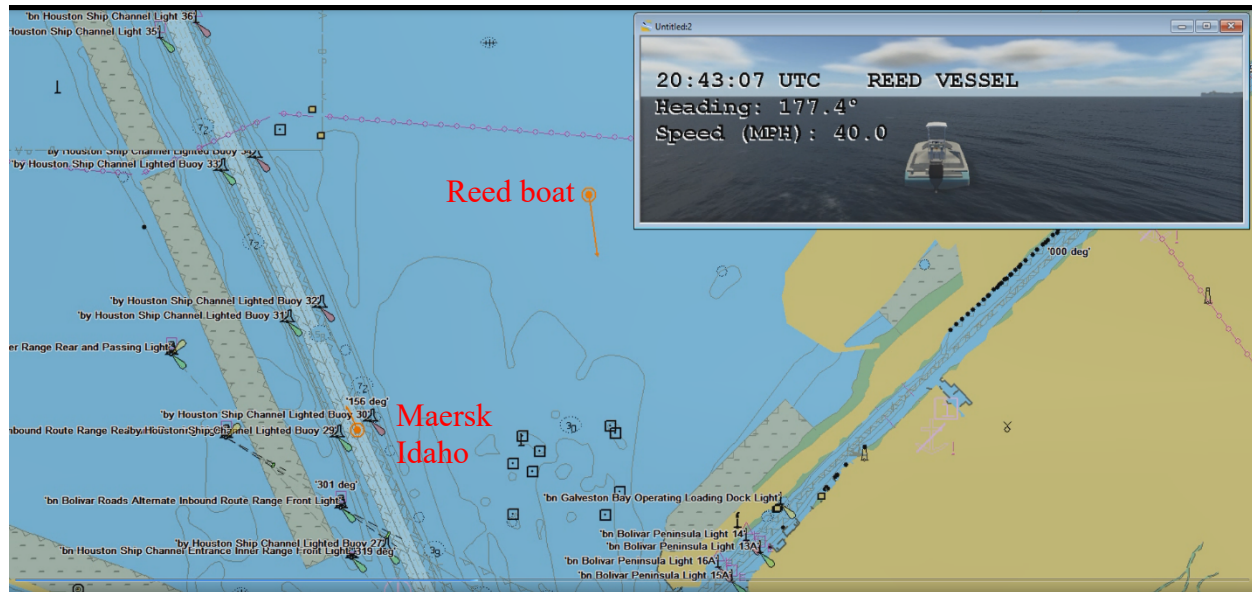 'bn Houston Ship Channel Light 36'
Houston Ship Channel Light 35'
Untitled:2
20:43:07 UTC REED VESSEL
Heading: 177.4°
Speed (MPH): 40.0
'by Houston Ship Channel Lighted Buoy 34'
'by Houston Ship Channel Lighted Buoy 33'
Reed boat
'000 deg'
'by Houston Ship Channel Lighted Buoy 32'
'by Houston Ship Channel Lighted Buoy 31'
er Range Rear and Passing Light'
'156 deg'
'by Houston Ship Channel Lighted Buoy 30'
Houston Ship Channel Lighted Buoy 29'
Maersk
Idaho
'301 deg'
'bn Bolivar Roads Alternate Inbound Route Range Front Light'
'bn Galveston Bay Operating Loading Dock Light'
'bn Bolivar Peninsula Light 14'
'by Houston Ship Channel Lighted Buoy 27'
'bn Bolivar Peninsula Light 13A'
'bn Houston Ship Channel Entrance Inner Range Front Light'
'319 deg'
'bn Bolivar Peninsula Light 16A'
'bn Bolivar Peninsula Light 15A'